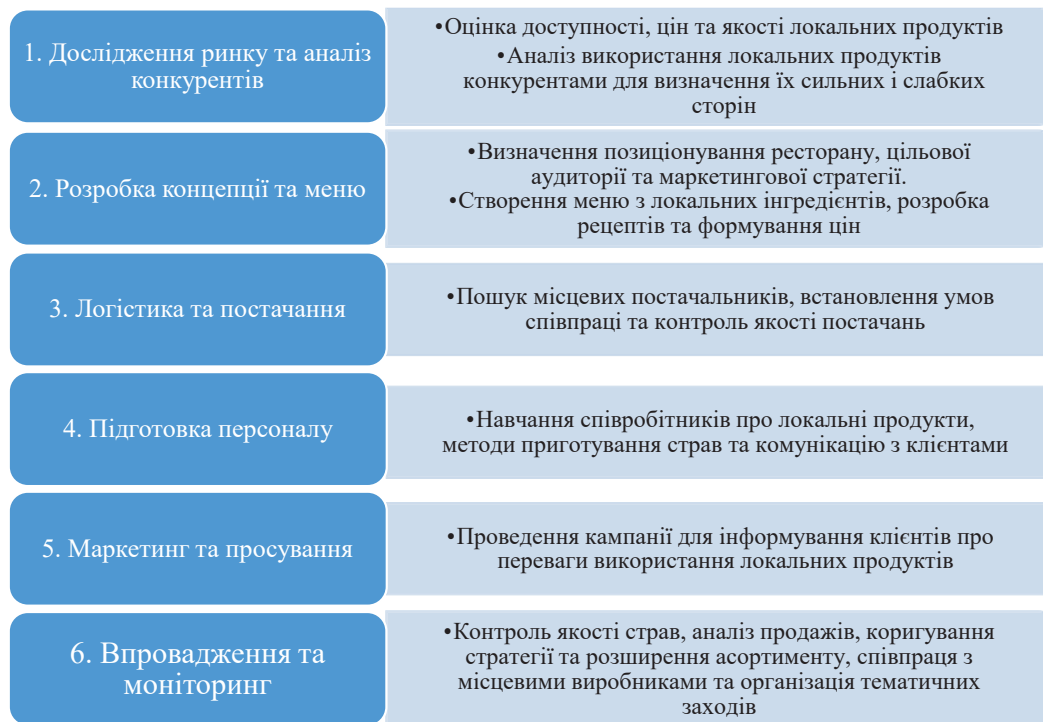 1. Дослідження ринку та аналіз
конкурентів
•Оцінка доступності, цін та якості локальних продуктів
•Аналіз використання локальних продуктів
конкурентами для визначення їх сильних і слабких
сторін
2. Розробка концепції та меню
•Визначення позиціонування ресторану, цільової
аудиторії та маркетингової стратегії.
•Створення меню з локальних інгредієнтів, розробка
рецептів та формування цін
3. Логістика та постачання
•Пошук місцевих постачальників, встановлення умов
співпраці та контроль якості постачань
4. Підготовка персоналу
•Навчання співробітників про локальні продукти,
методи приготування страв та комунікацію з клієнтами
5. Маркетинг та просування
•Проведення кампанії для інформування клієнтів про
переваги використання локальних продуктів
6. Впровадження та
моніторинг
•Контроль якості страв, аналіз продажів, коригування
стратегії та розширення асортименту, співпраця з
місцевими виробниками та організація тематичних
заходів